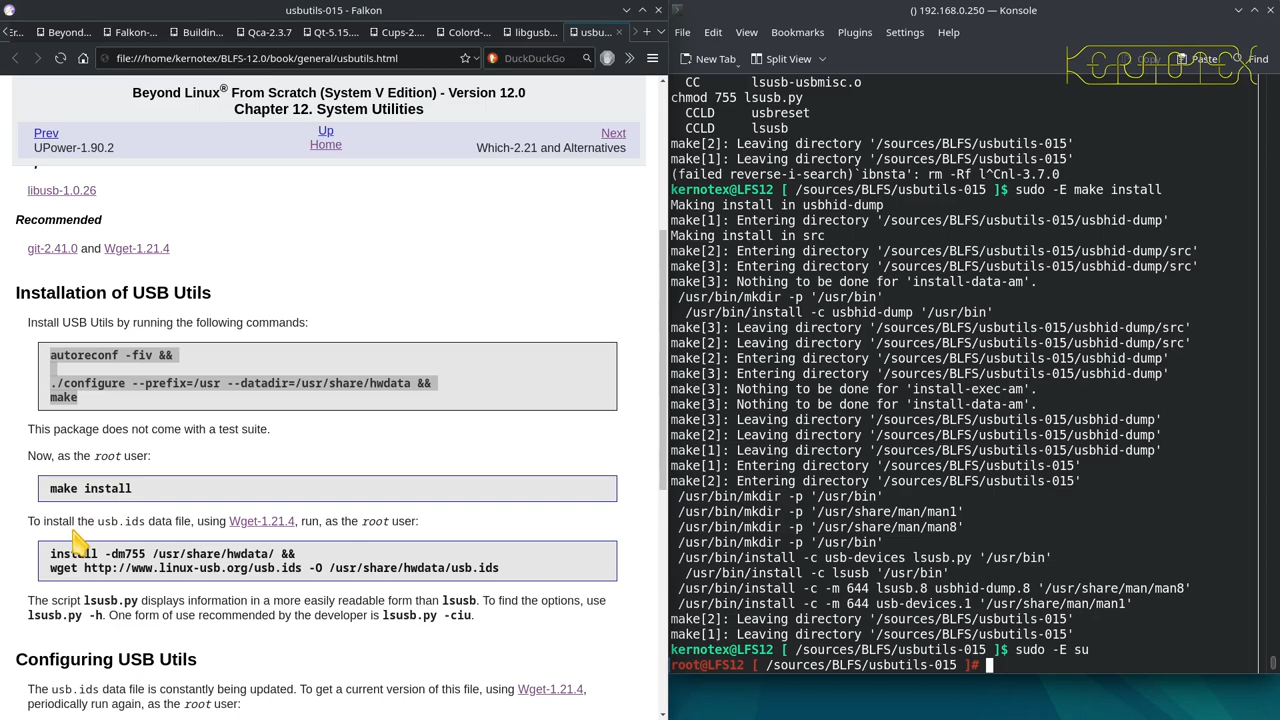 usbutils-015 - Falkon
Beyond...
Falkon-...
Buildin...
Qca-2.3.7
Qt-5.15....
Cups-2....
Colord-...
libgusb...
usbu...
file:///home/kernotex/BLFS-12.0/book/general/usbutils.html
DuckDuckGo
Beyond Linux® From Scratch (System V Edition) - Version 12.0
Chapter 12. System Utilities
Prev
UPower-1.90.2
Up
Home
Next
Which-2.21 and Alternatives
libusb-1.0.26
Recommended
git-2.41.0 and Wget-1.21.4
Installation of USB Utils
Install USB Utils by running the following commands:
autoreconf -fiv &&
./configure --prefix=/usr --datadir=/usr/share/hwdata &&
make
This package does not come with a test suite.
Now, as the root user:
make install
To install the usb.ids data file, using Wget-1.21.4, run, as the root user:
install -dm755 /usr/share/hwdata/ &&
wget http://www.linux-usb.org/usb.ids -O /usr/share/hwdata/usb.ids
The script lsusb.py displays information in a more easily readable form than lsusb. To find the options, use
lsusb.py -h. One form of use recommended by the developer is lsusb.py -ciu.
Configuring USB Utils
The usb.ids data file is constantly being updated. To get a current version of this file, using Wget-1.21.4,
periodically run again, as the root user:
() 192.168.0.250 — Konsole
File Edit View Bookmarks Plugins Settings Help
New Tab Split View Copy Paste Find
KERNOTEX
CC lsusb-usbmisc.o
chmod 755 lsusb.py
CCLD usbreset
CCLD lsusb
make[2]: Leaving directory '/sources/BLFS/usbutils-015'
make[1]: Leaving directory '/sources/BLFS/usbutils-015'
(failed reverse-i-search)`ibnsta': rm -Rf l^Cnl-3.7.0
kernotex@LFS12 [ /sources/BLFS/usbutils-015 ]$ sudo -E make install
Making install in usbhid-dump
make[1]: Entering directory '/sources/BLFS/usbutils-015/usbhid-dump'
Making install in src
make[2]: Entering directory '/sources/BLFS/usbutils-015/usbhid-dump/src'
make[3]: Entering directory '/sources/BLFS/usbutils-015/usbhid-dump/src'
make[3]: Nothing to be done for 'install-data-am'.
/usr/bin/mkdir -p '/usr/bin'
/usr/bin/install -c usbhid-dump '/usr/bin'
make[3]: Leaving directory '/sources/BLFS/usbutils-015/usbhid-dump/src'
make[2]: Leaving directory '/sources/BLFS/usbutils-015/usbhid-dump/src'
make[2]: Entering directory '/sources/BLFS/usbutils-015/usbhid-dump'
make[3]: Entering directory '/sources/BLFS/usbutils-015/usbhid-dump'
make[3]: Nothing to be done for 'install-exec-am'.
make[3]: Nothing to be done for 'install-data-am'.
make[3]: Leaving directory '/sources/BLFS/usbutils-015/usbhid-dump'
make[2]: Leaving directory '/sources/BLFS/usbutils-015/usbhid-dump'
make[1]: Leaving directory '/sources/BLFS/usbutils-015/usbhid-dump'
make[1]: Entering directory '/sources/BLFS/usbutils-015'
make[2]: Entering directory '/sources/BLFS/usbutils-015'
/usr/bin/mkdir -p '/usr/bin'
/usr/bin/mkdir -p '/usr/share/man/man1'
/usr/bin/mkdir -p '/usr/share/man/man8'
/usr/bin/mkdir -p '/usr/bin'
/usr/bin/install -c usb-devices lsusb.py '/usr/bin'
/usr/bin/install -c lsusb '/usr/bin'
/usr/bin/install -c -m 644 lsusb.8 usbhid-dump.8 '/usr/share/man/man8'
/usr/bin/install -c -m 644 usb-devices.1 '/usr/share/man/man1'
make[2]: Leaving directory '/sources/BLFS/usbutils-015'
make[1]: Leaving directory '/sources/BLFS/usbutils-015'
kernotex@LFS12 [ /sources/BLFS/usbutils-015 ]$ sudo -E su
root@LFS12 [ /sources/BLFS/usbutils-015 ]#